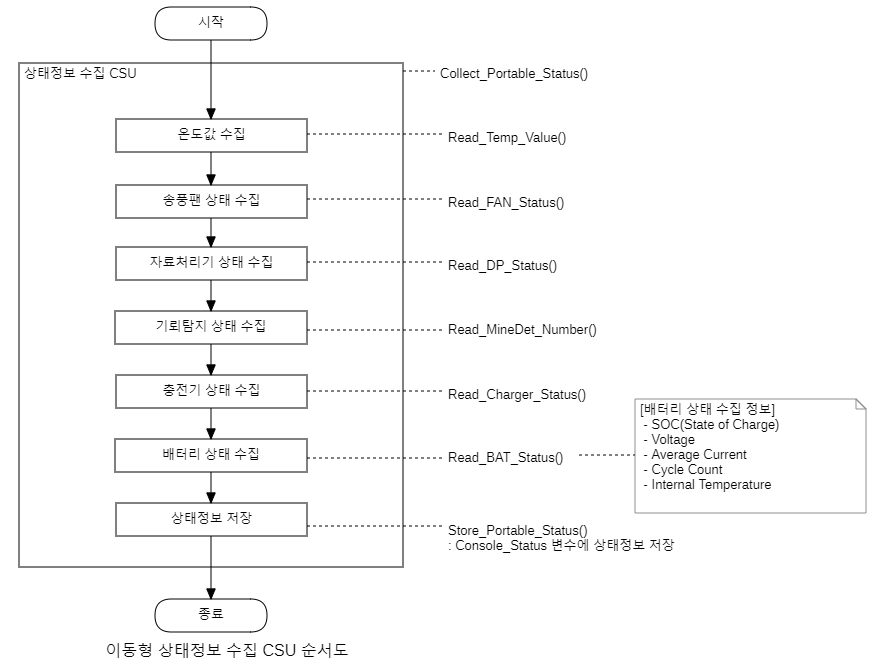 시작
상태정보 수집 CSU
Collect_Portable_Status()
온도값 수집
Read_Temp_Value()
송풍팬 상태 수집
Read_FAN_Status()
자료처리기 상태 수집
Read_DP_Status()
기뢰탐지 상태 수집
Read_MineDet_Number()
충전기 상태 수집
Read_Charger_Status()
배터리 상태 수집
Read_BAT_Status()
[배터리 상태 수집 정보]
- SOC(State of Charge)
- Voltage
- Average Current
- Cycle Count
- Internal Temperature
상태정보 저장
Store_Portable_Status()
: Console_Status 변수에 상태정보 저장
종료
이동형 상태정보 수집 CSU 순서도